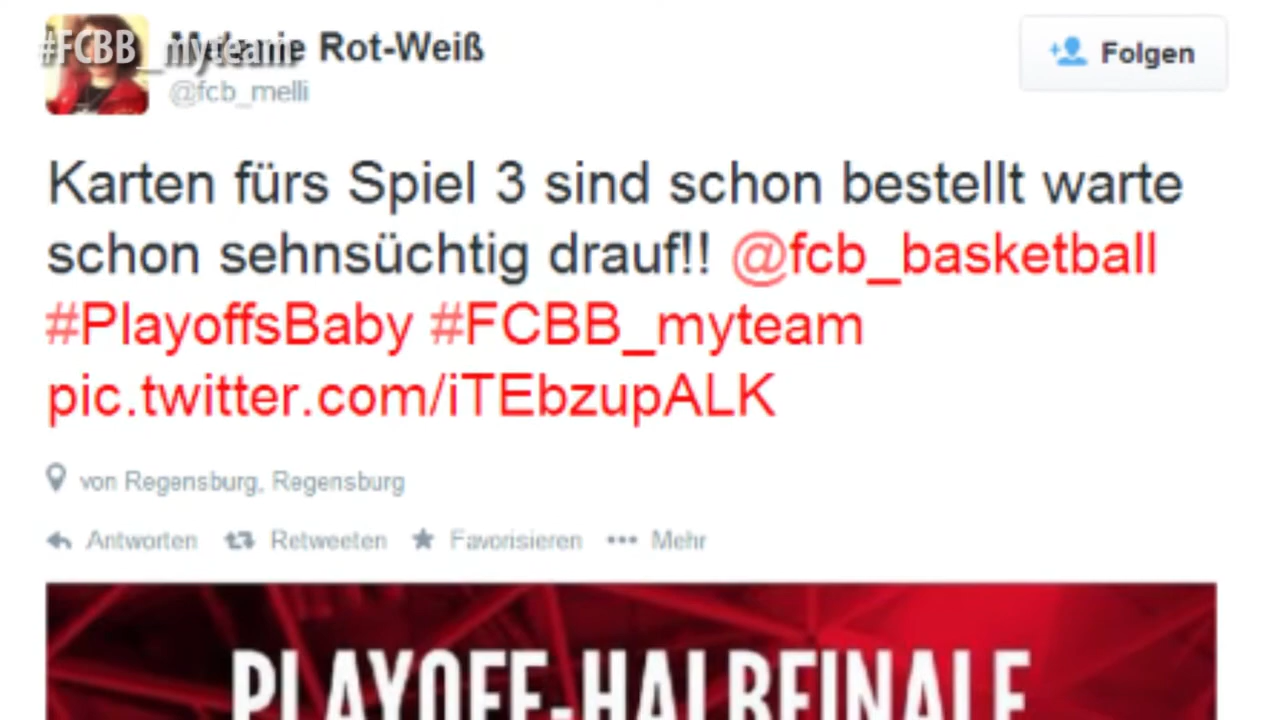 #FCBB_myteam
Rot-Weiß
@fcb_melli
Folgen
Karten fürs Spiel 3 sind schon bestellt warte
schon sehnsüchtig drauf!! @fcb_basketball
#PlayoffsBaby #FCBB_myteam
pic.twitter.com/iTEbzupALK
von Regensburg, Regensburg
Antworten Retweeten Favorisieren Mehr
PLAYOFF-HALBFINALE